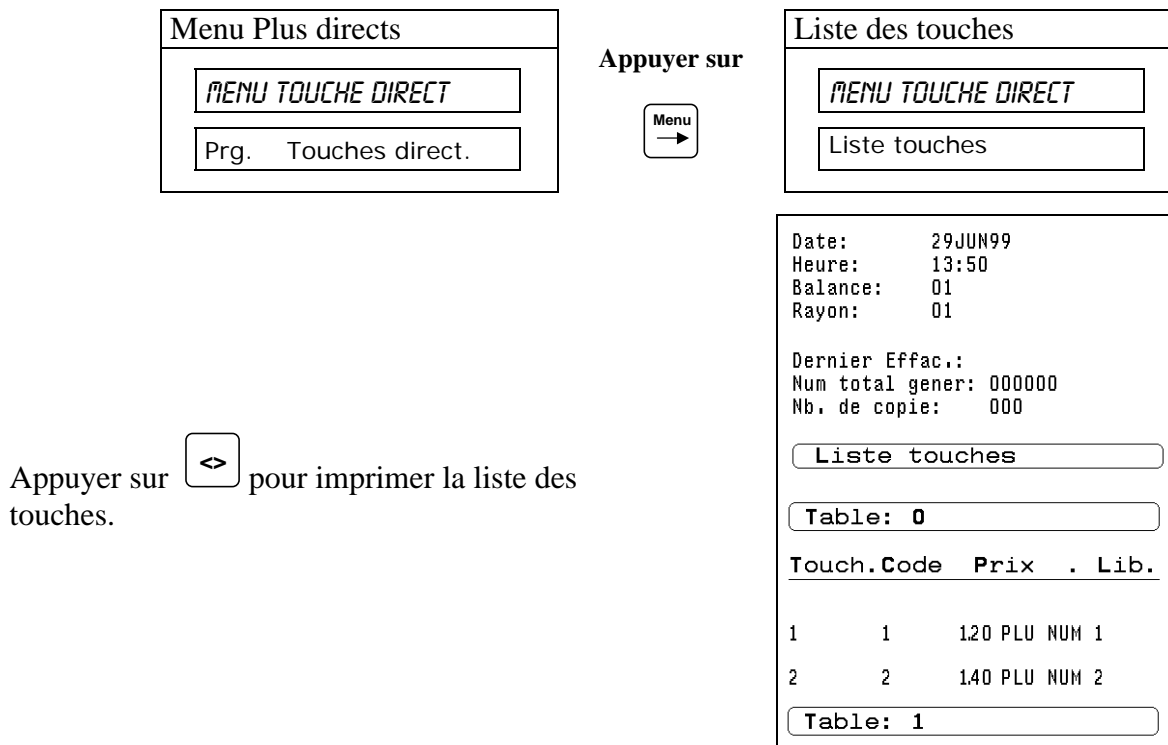 Menu Plus directs
MENU TOUCHE DIRECT
Prg. Touches direct.
Appuyer sur
Menu
→
Liste des touches
MENU TOUCHE DIRECT
Liste touches
Appuyer sur <> pour imprimer la liste des
touches.
Date: 29JUN99
Heure: 13:50
Balance: 01
Rayon: 01
Dernier Effac.:
Num total gener: 000000
Nb. de copie: 000
Liste touches
Table: 0
Touch.Code Prix . Lib.
1 1 1.20 PLU NUM 1
2 2 1.40 PLU NUM 2
Table: 1